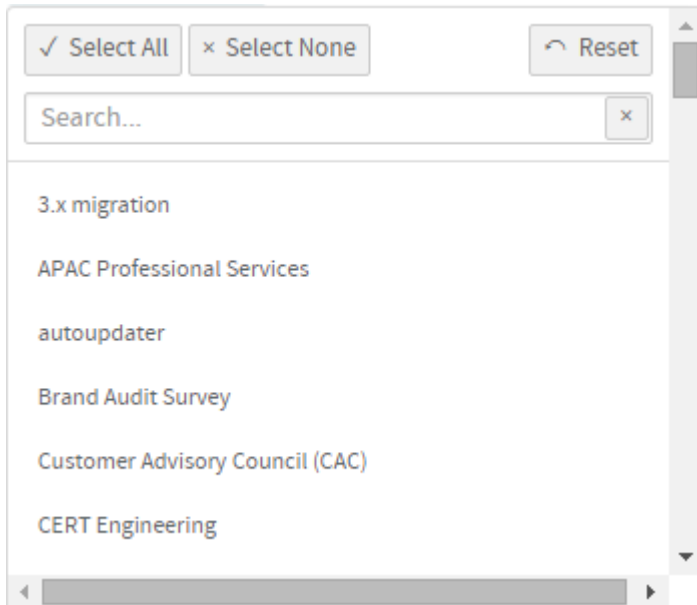 ✓ Select All × Select None Reset
Search... ×
3.x migration
APAC Professional Services
autoupdater
Brand Audit Survey
Customer Advisory Council (CAC)
CERT Engineering